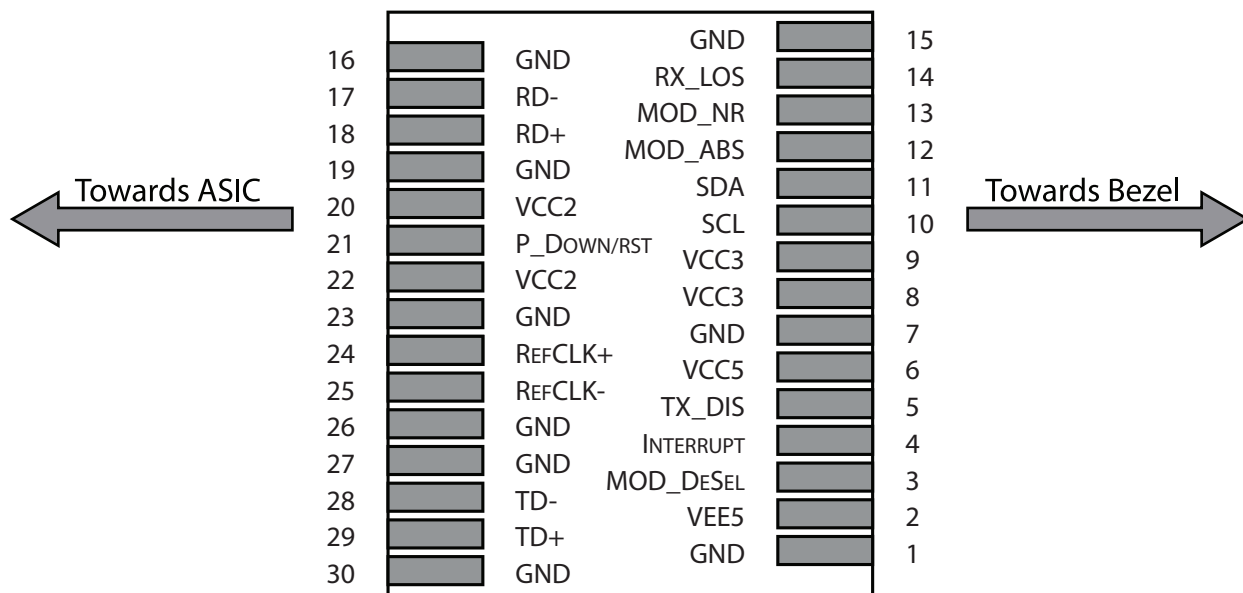 GND 15
16 GND
RX_LOS 14
17 RD-
MOD_NR 13
18 RD+
MOD_ABS 12
19 GND
Towards ASIC
SDA 11
Towards Bezel
20 VCC2
SCL 10
21 P_DOWN/RST
VCC3 9
22 VCC2
VCC3 8
23 GND
GND 7
24 REFCLK+
VCC5 6
25 REFCLK-
TX_DIS 5
26 GND
INTERRUPT 4
27 GND
MOD_DESEL 3
28 TD-
VEE5 2
29 TD+
GND 1
30 GND